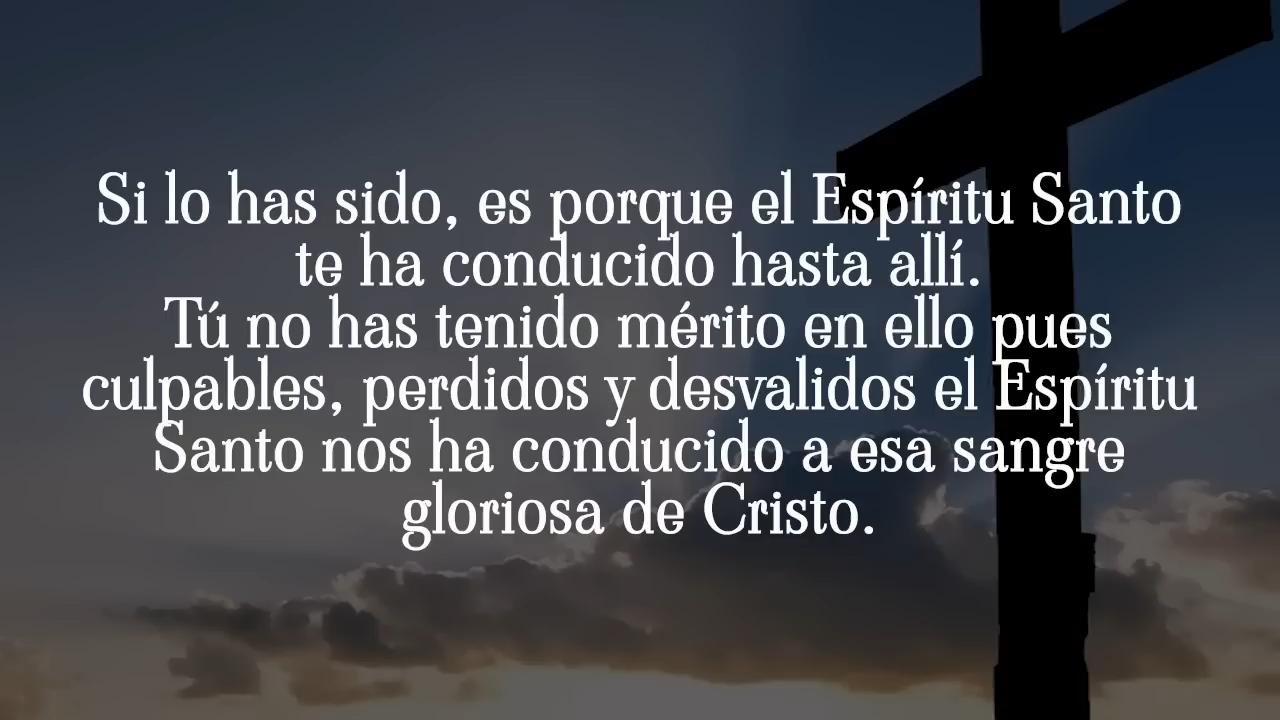 Si lo has sido, es porque el Espíritu Santo
te ha conducido hasta allí.
Tú no has tenido mérito en ello pues
culpables, perdidos y desvalidos el Espíritu
Santo nos ha conducido a esa sangre
gloriosa de Cristo.